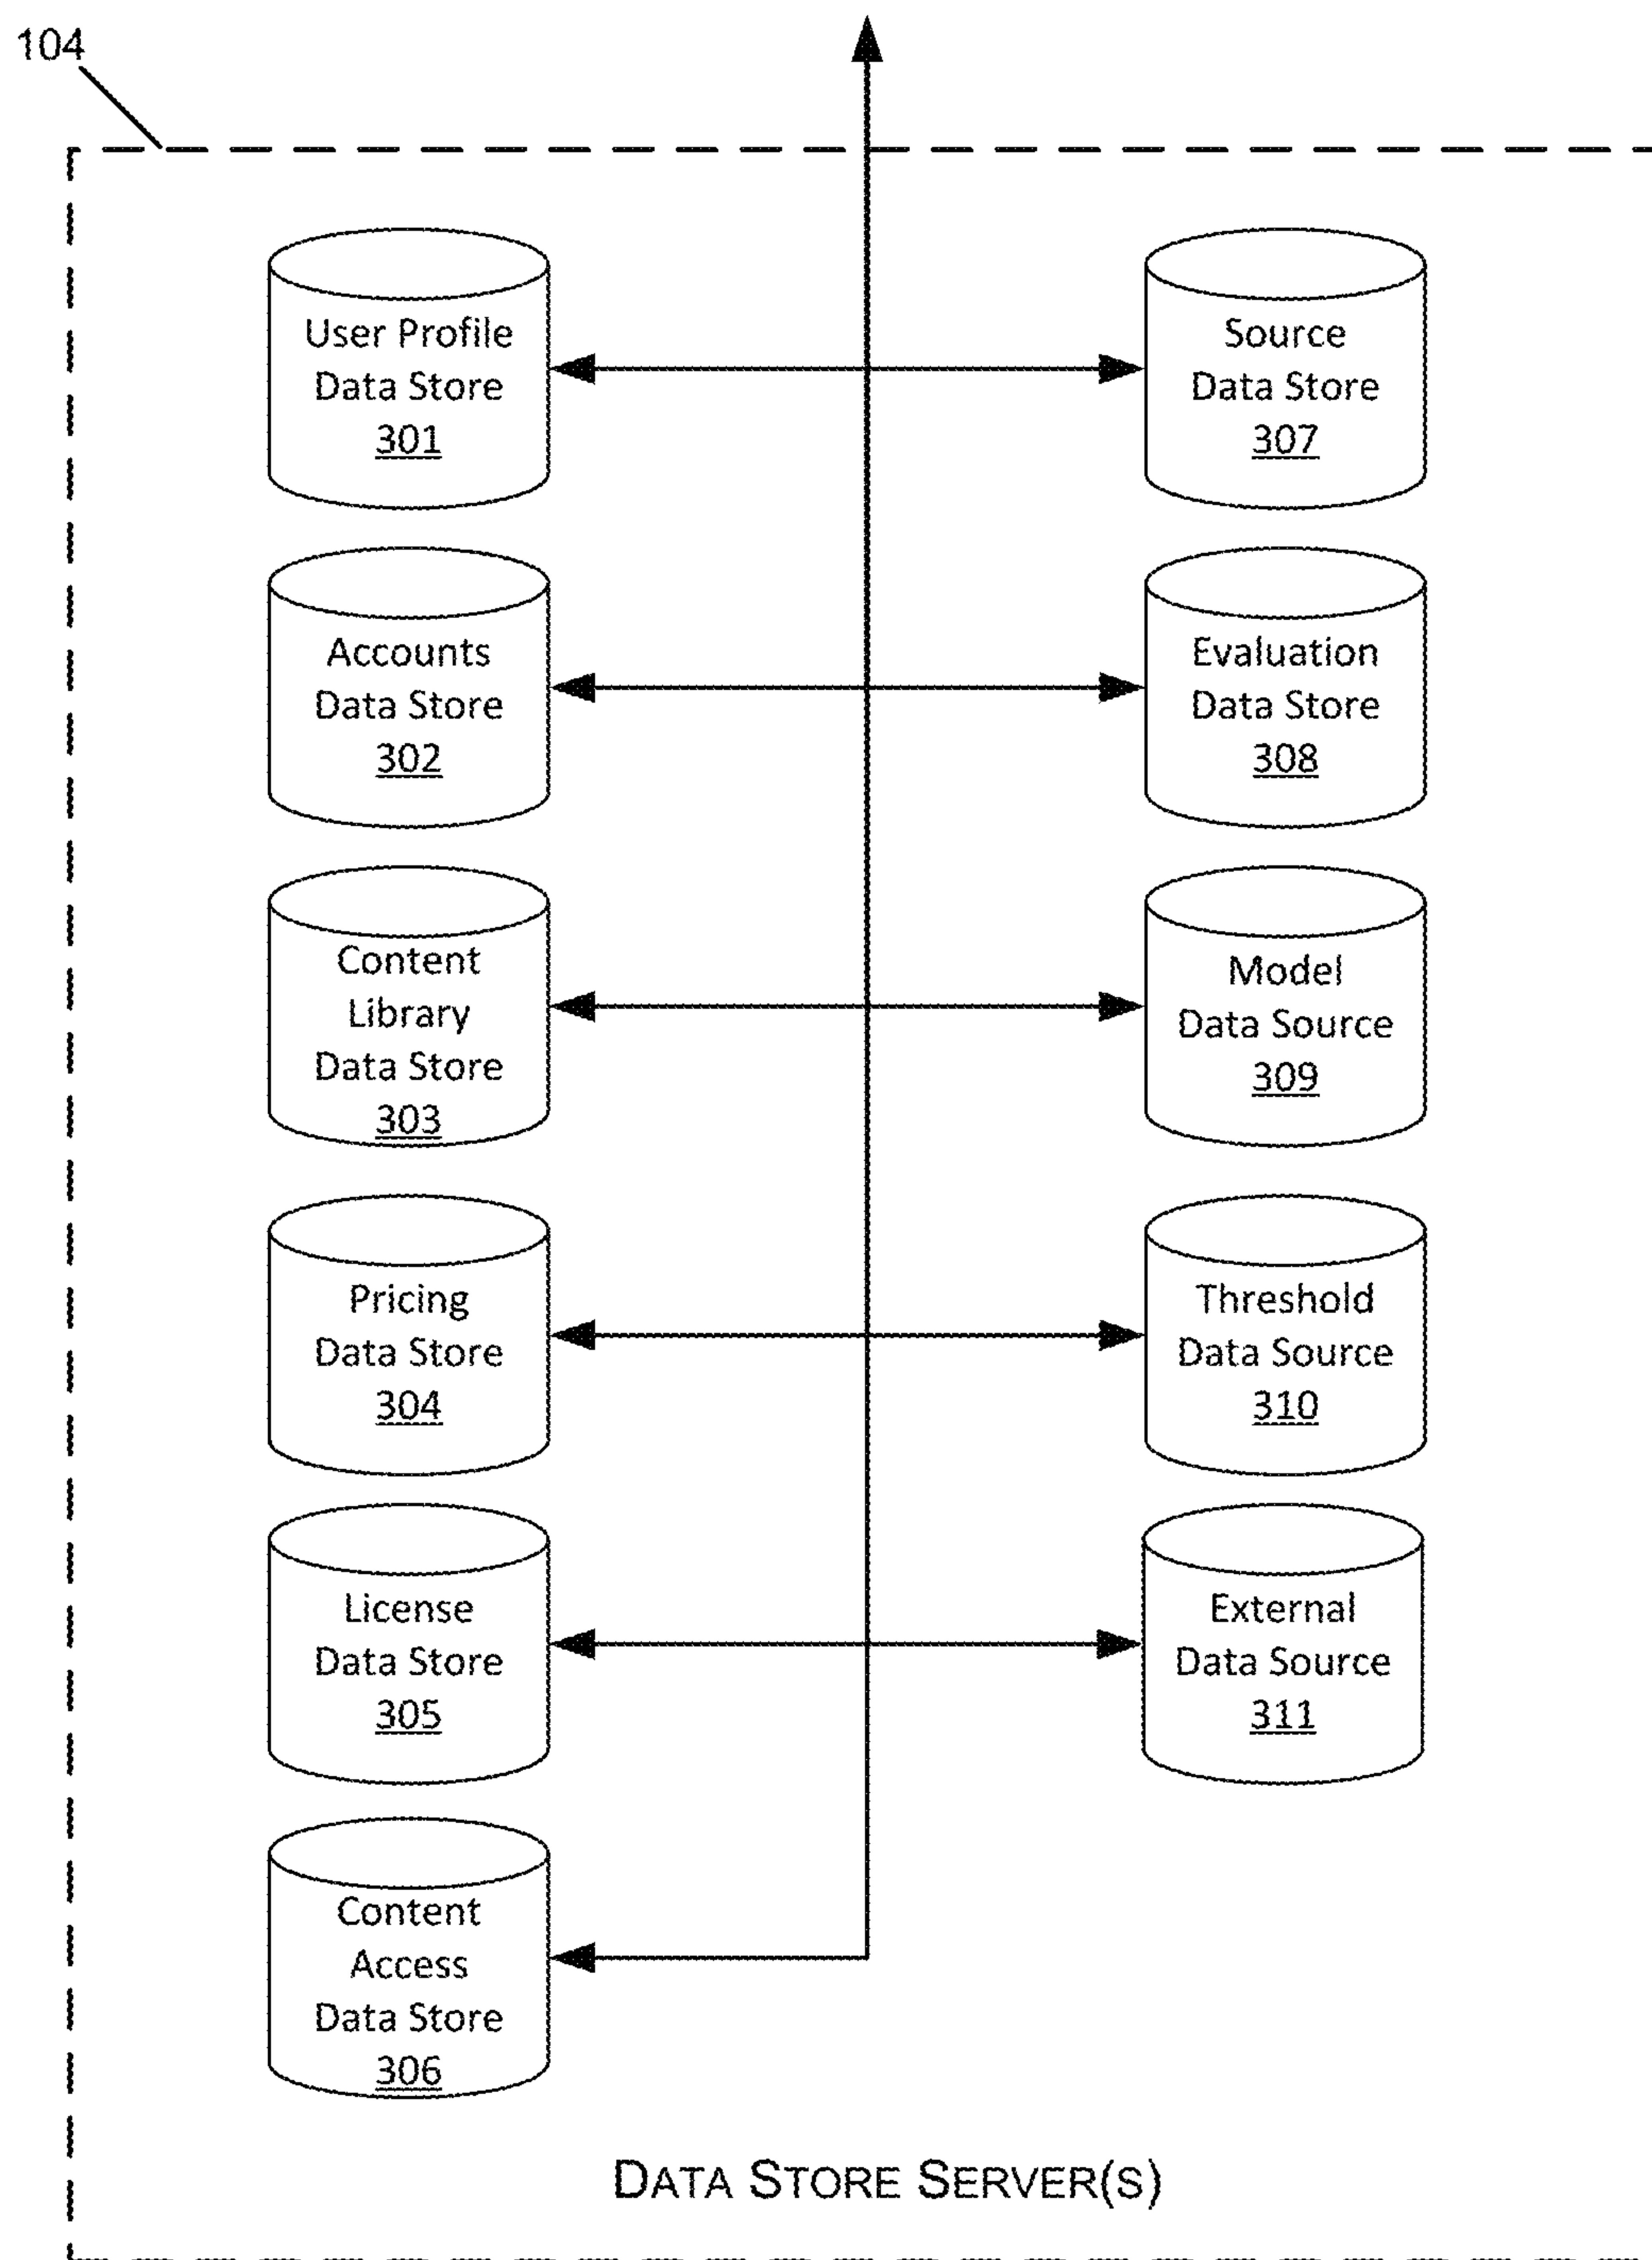 104
User Profile
Data Store
301
Accounts
Data Store
302
Content
Library
Data Store
303
Pricing
Data Store
304
License
Data Store
305
Content
Access
Data Store
306
Source
Data Store
307
Evaluation
Data Store
308
Model
Data Source
309
Threshold
Data Source
310
External
Data Source
311
DATA STORE SERVER(S)